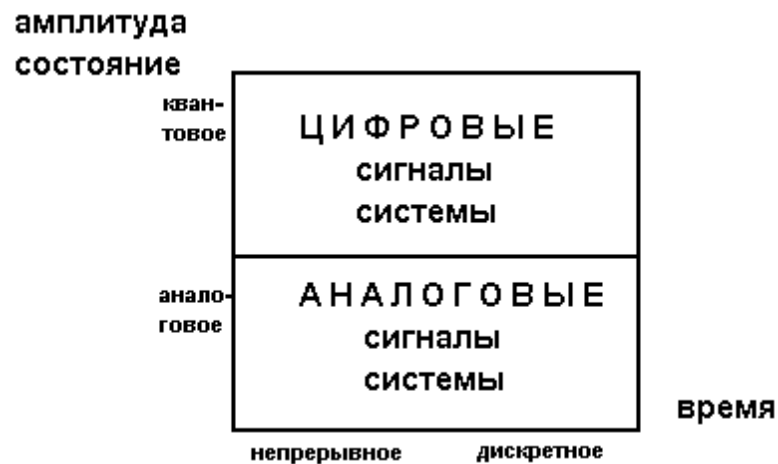 амплитуда
состояние
кван-
товое
ЦИФРОВЫЕ
сигналы
системы
анало-
говое
АНАЛОГОВЫЕ
сигналы
системы
время
непрерывное
дискретное